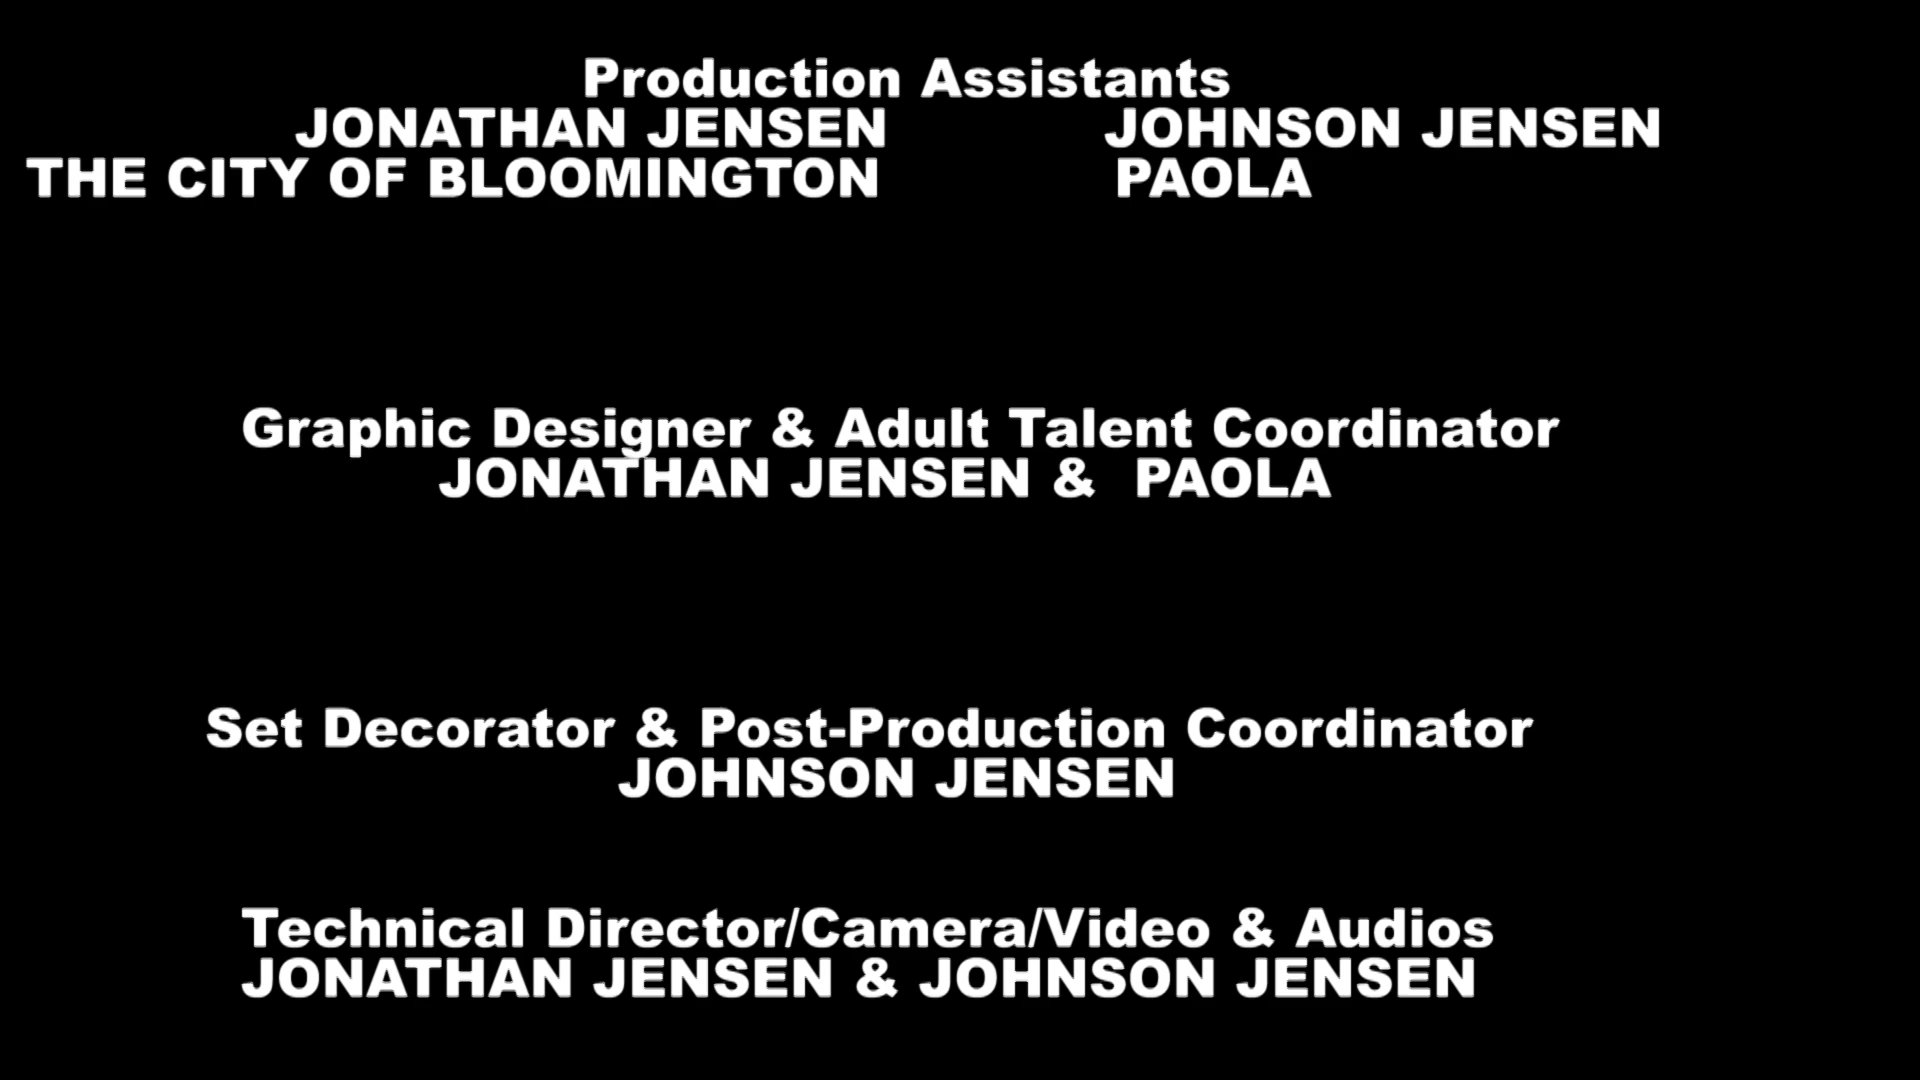 Production Assistants
JONATHAN JENSEN JOHNSON JENSEN
THE CITY OF BLOOMINGTON PAOLA
Graphic Designer & Adult Talent Coordinator
JONATHAN JENSEN & PAOLA
Set Decorator & Post-Production Coordinator
JOHNSON JENSEN
Technical Director/Camera/Video & Audios
JONATHAN JENSEN & JOHNSON JENSEN